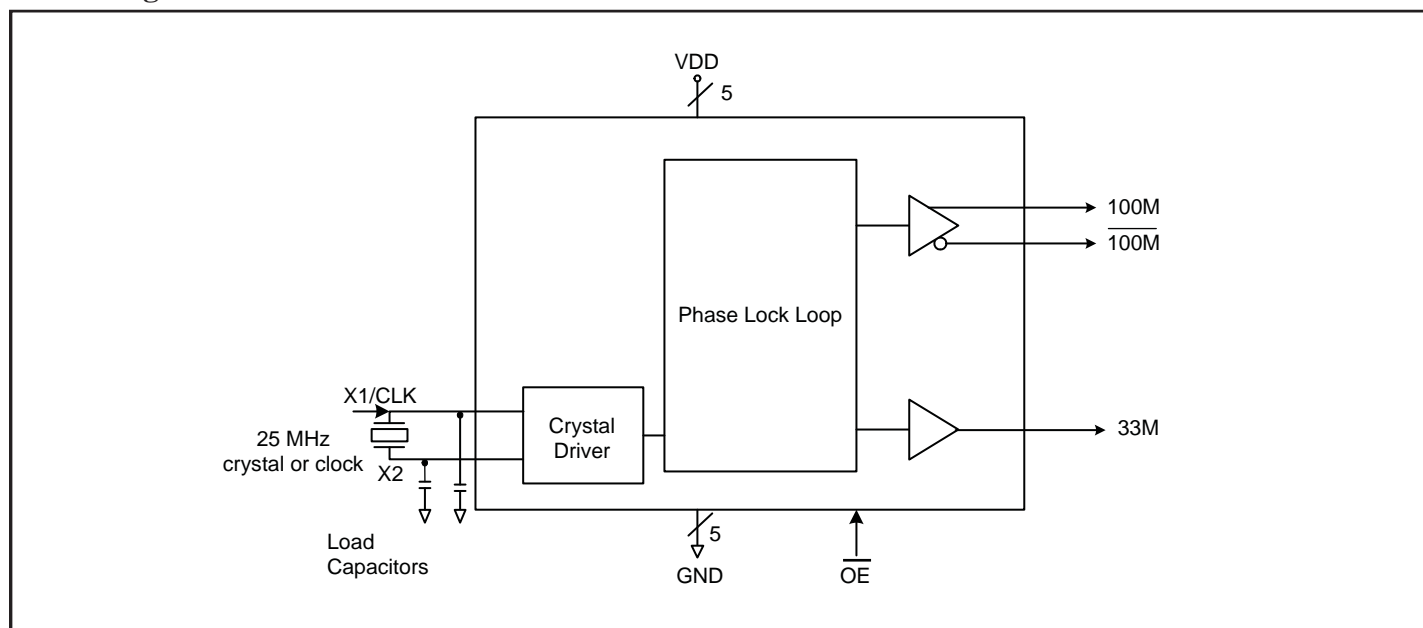 VDD
5
100M
100M
Phase Lock Loop
X1/CLK
25 MHz
crystal or clock
X2
Crystal
Driver
33M
Load
Capacitors
5
GND
OE